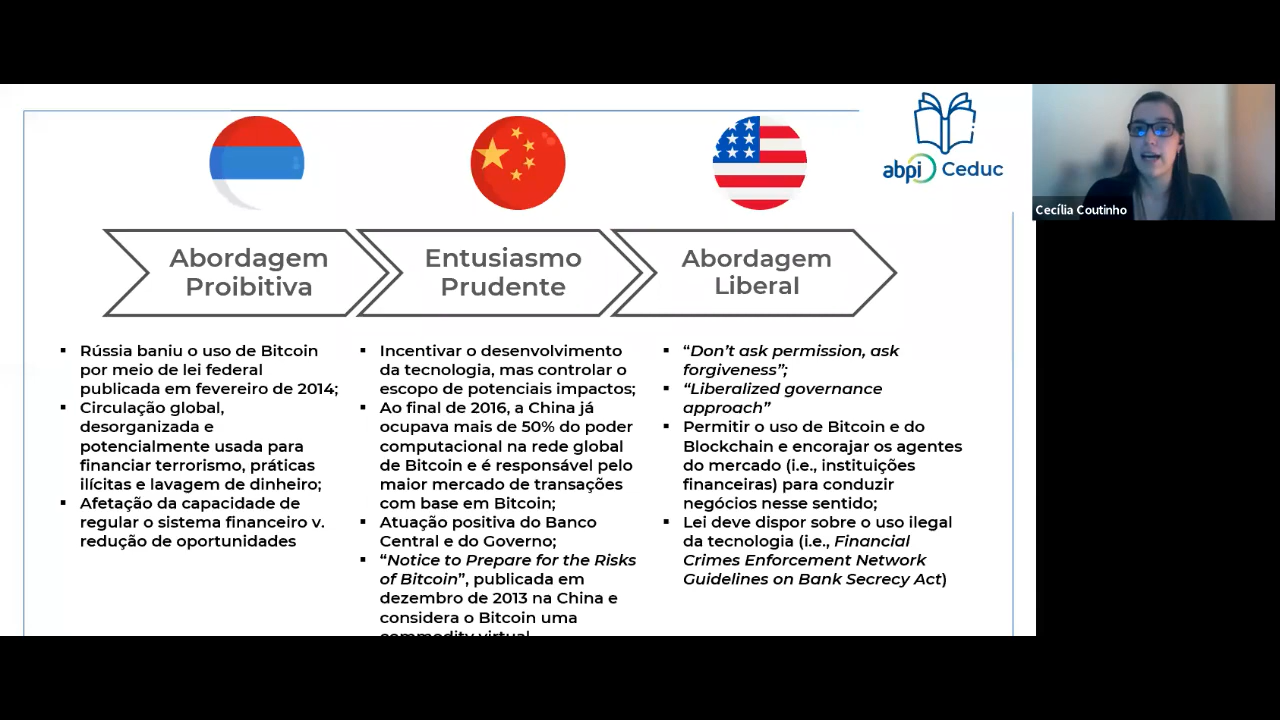 abpi Ceduc
Cecília Coutinho
Abordagem
Proibitiva
Entusiasmo
Prudente
Abordagem
Liberal
▪ Rússia baniu o uso de Bitcoin
por meio de lei federal
publicada em fevereiro de 2014;
▪ Circulação global,
desorganizada e
potencialmente usada para
financiar terrorismo, práticas
ilícitas e lavagem de dinheiro;
▪ Afetação da capacidade de
regular o sistema financeiro v.
redução de oportunidades
▪ Incentivar o desenvolvimento
da tecnologia, mas controlar o
escopo de potenciais impactos;
▪ Ao final de 2016, a China já
ocupava mais de 50% do poder
computacional na rede global
de Bitcoin e é responsável pelo
maior mercado de transações
com base em Bitcoin;
▪ Atuação positiva do Banco
Central e do Governo;
▪ “Notice to Prepare for the Risks
of Bitcoin”, publicada em
dezembro de 2013 na China e
considera o Bitcoin uma
commodity virtual
▪ “Don’t ask permission, ask
forgiveness”;
▪ “Liberalized governance
approach”
▪ Permitir o uso de Bitcoin e do
Blockchain e encorajar os agentes
do mercado (i.e., instituições
financeiras) para conduzir
negócios nesse sentido;
▪ Lei deve dispor sobre o uso ilegal
da tecnologia (i.e., Financial
Crimes Enforcement Network
Guidelines on Bank Secrecy Act)